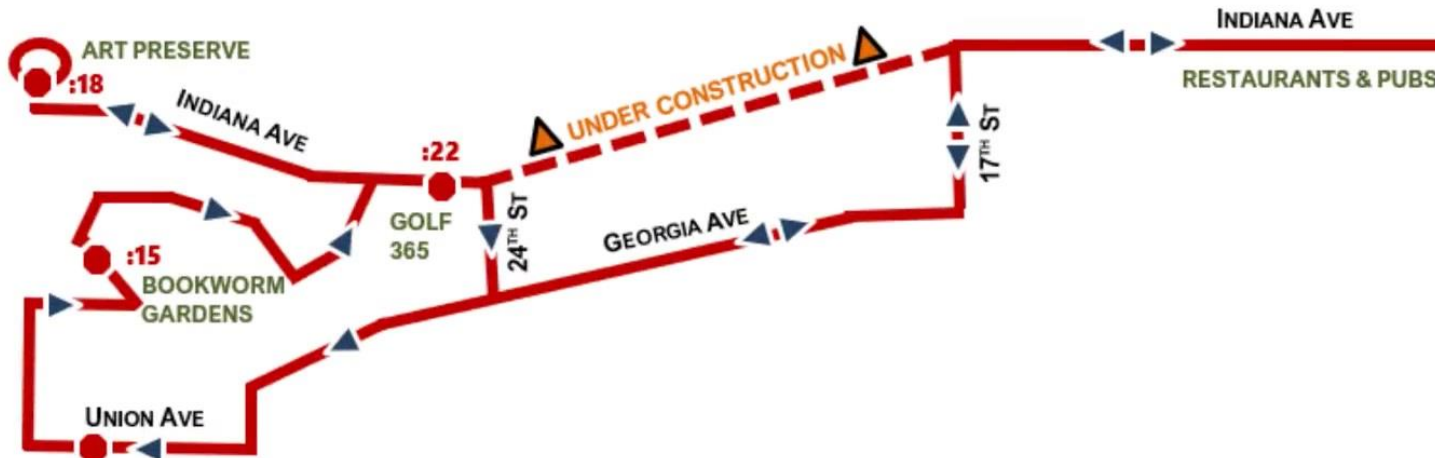 INDIANA AVE
RESTAURANTS & PUBS
ART PRESERVE
:18
INDIANA AVE
UNDER CONSTRUCTION
17TH ST
:22
GOLF
365
24TH ST
GEORGIA AVE
:15
BOOKWORM
GARDENS
UNION AVE